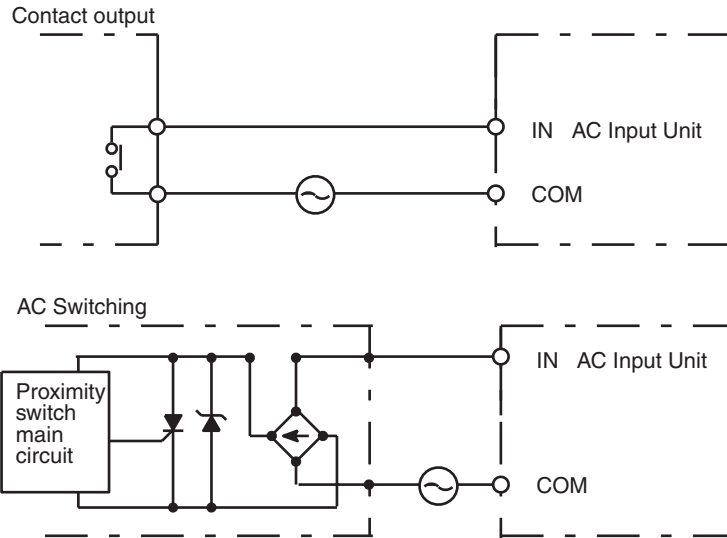 Contact output
IN AC Input Unit
COM
AC Switching
IN AC Input Unit
Proximity
switch
main
circuit
COM